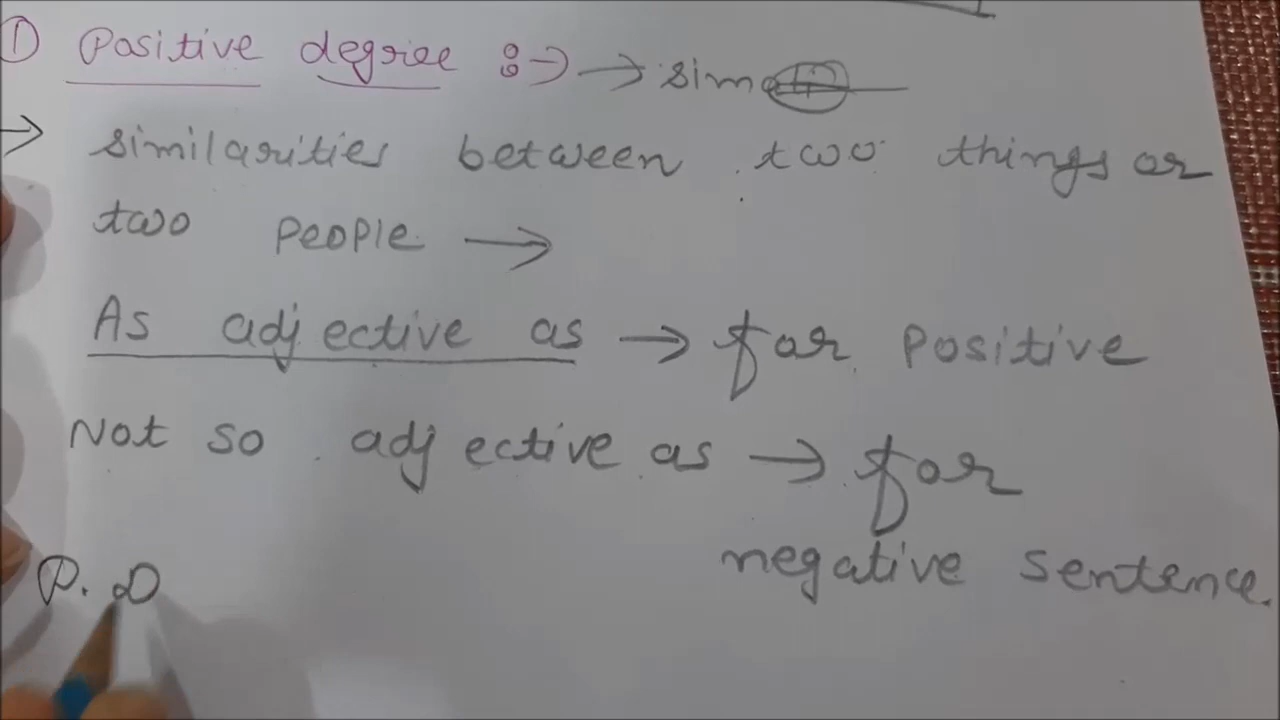 ① Positive degree :-) → sim
→ similarities between two things or
two people →
As adjective as → for positive
Not so adjective as → for
negative sentence.
P. D